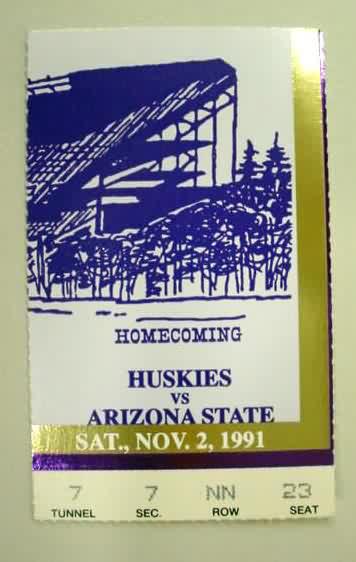 HOMECOMING
HUSKIES
VS
ARIZONA STATE
SAT., NOV. 2, 1991
7 7 NN 23
TUNNEL SEC. ROW SEAT